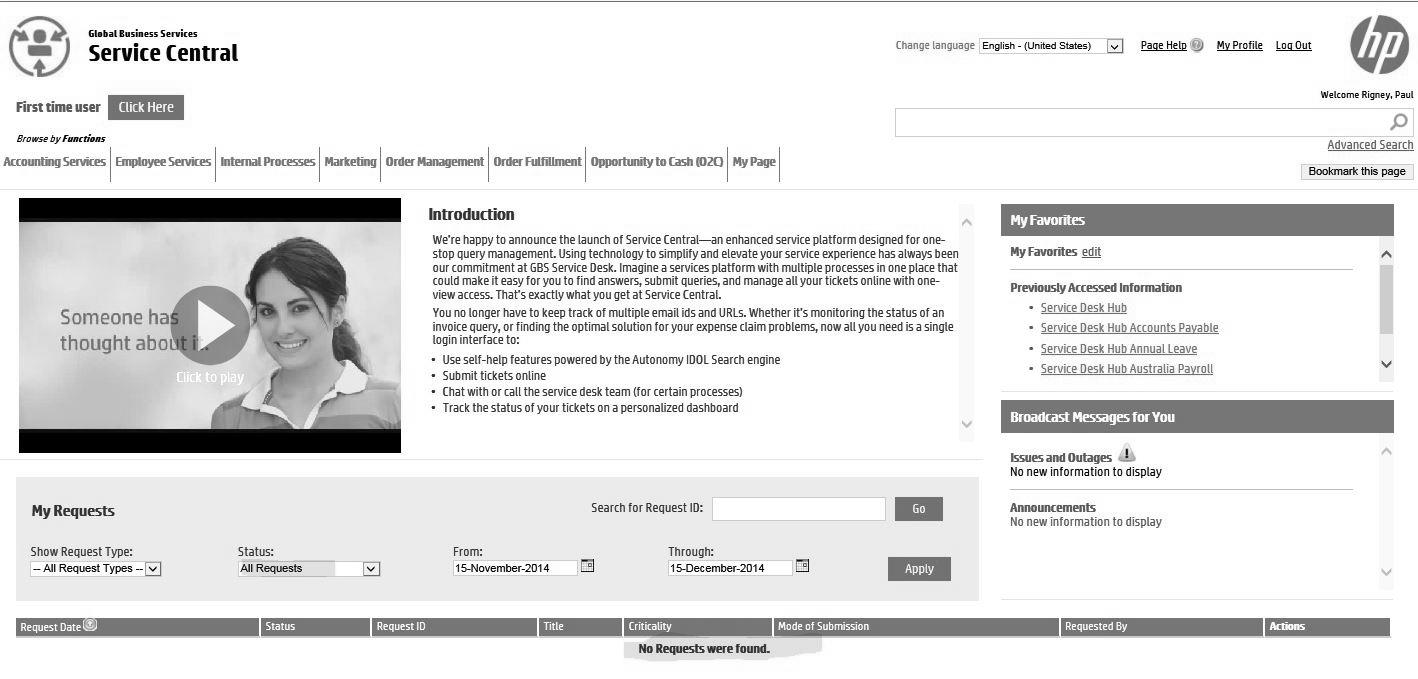 Global Business Services
Service Central
Change language English - (United States) Page Help ? My Profile Log Out
hp
Welcome Rigney, Paul
First time user Click Here
Advanced Search
Bookmark this page
Browse by Functions
Accounting Services Employee Services Internal Processes Marketing Order Management Order Fulfillment Opportunity to Cash (O2C) My Page
Someone has
thought about it.
Click to play
Introduction
We're happy to announce the launch of Service Central—an enhanced service platform designed for one-
stop query management. Using technology to simplify and elevate your service experience has always been
our commitment at GBS Service Desk. Imagine a services platform with multiple processes in one place that
could make it easy for you to find answers, submit queries, and manage all your tickets online with one-
view access. That's exactly what you get at Service Central.
You no longer have to keep track of multiple email ids and URLs. Whether it's monitoring the status of an
invoice query, or finding the optimal solution for your expense claim problems, now all you need is a single
login interface to:
• Use self-help features powered by the Autonomy IDOL Search engine
• Submit tickets online
• Chat with or call the service desk team (for certain processes)
• Track the status of your tickets on a personalized dashboard
My Favorites
My Favorites edit
Previously Accessed Information
• Service Desk Hub
• Service Desk Hub Accounts Payable
• Service Desk Hub Annual Leave
• Service Desk Hub Australia Payroll
Broadcast Messages for You
Issues and Outages !
No new information to display
Announcements
No new information to display
My Requests
Search for Request ID: Go
Show Request Type: Status: From: Through:
-- All Request Types -- All Requests 15-November-2014 15-December-2014 Apply
Request Date Status Request ID Title Criticality Mode of Submission Requested By Actions
No Requests were found.